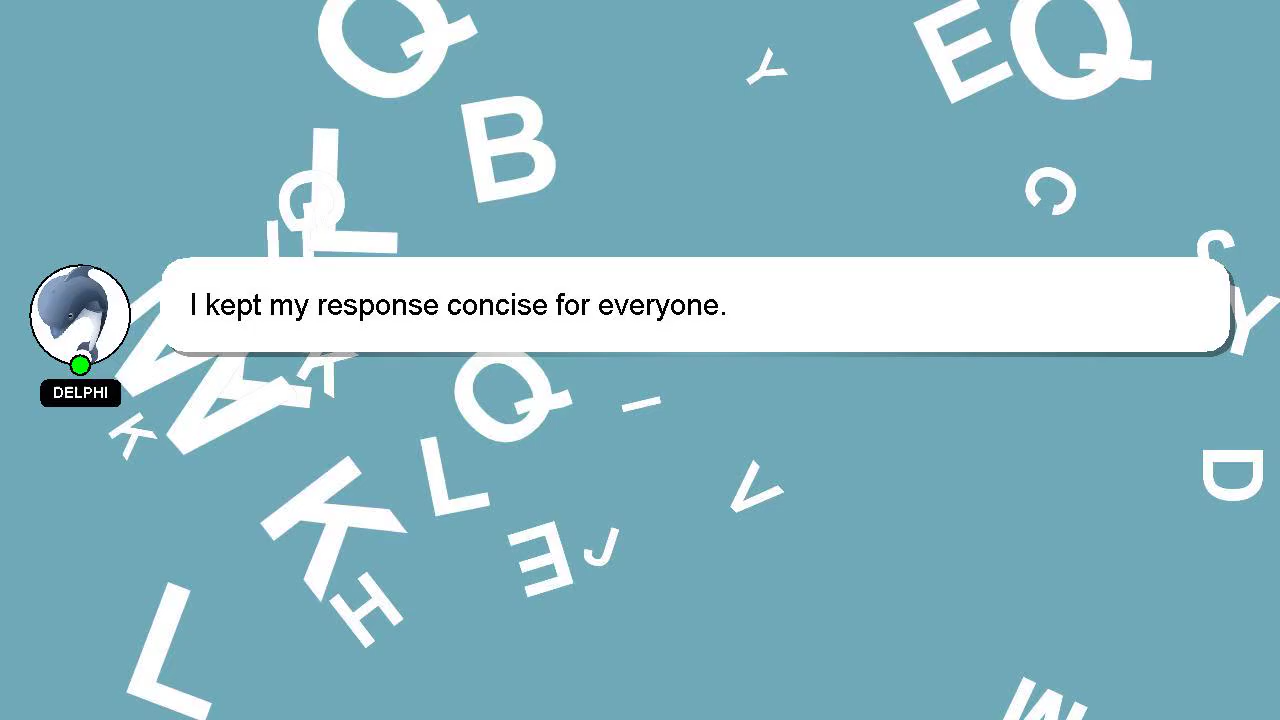 Q
E
Q
Y
B
L
Q
C
L
S
I kept my response concise for everyone.
Y
DELPHI
K
K
Q
I
L
V
D
K
E
J
H
L
W